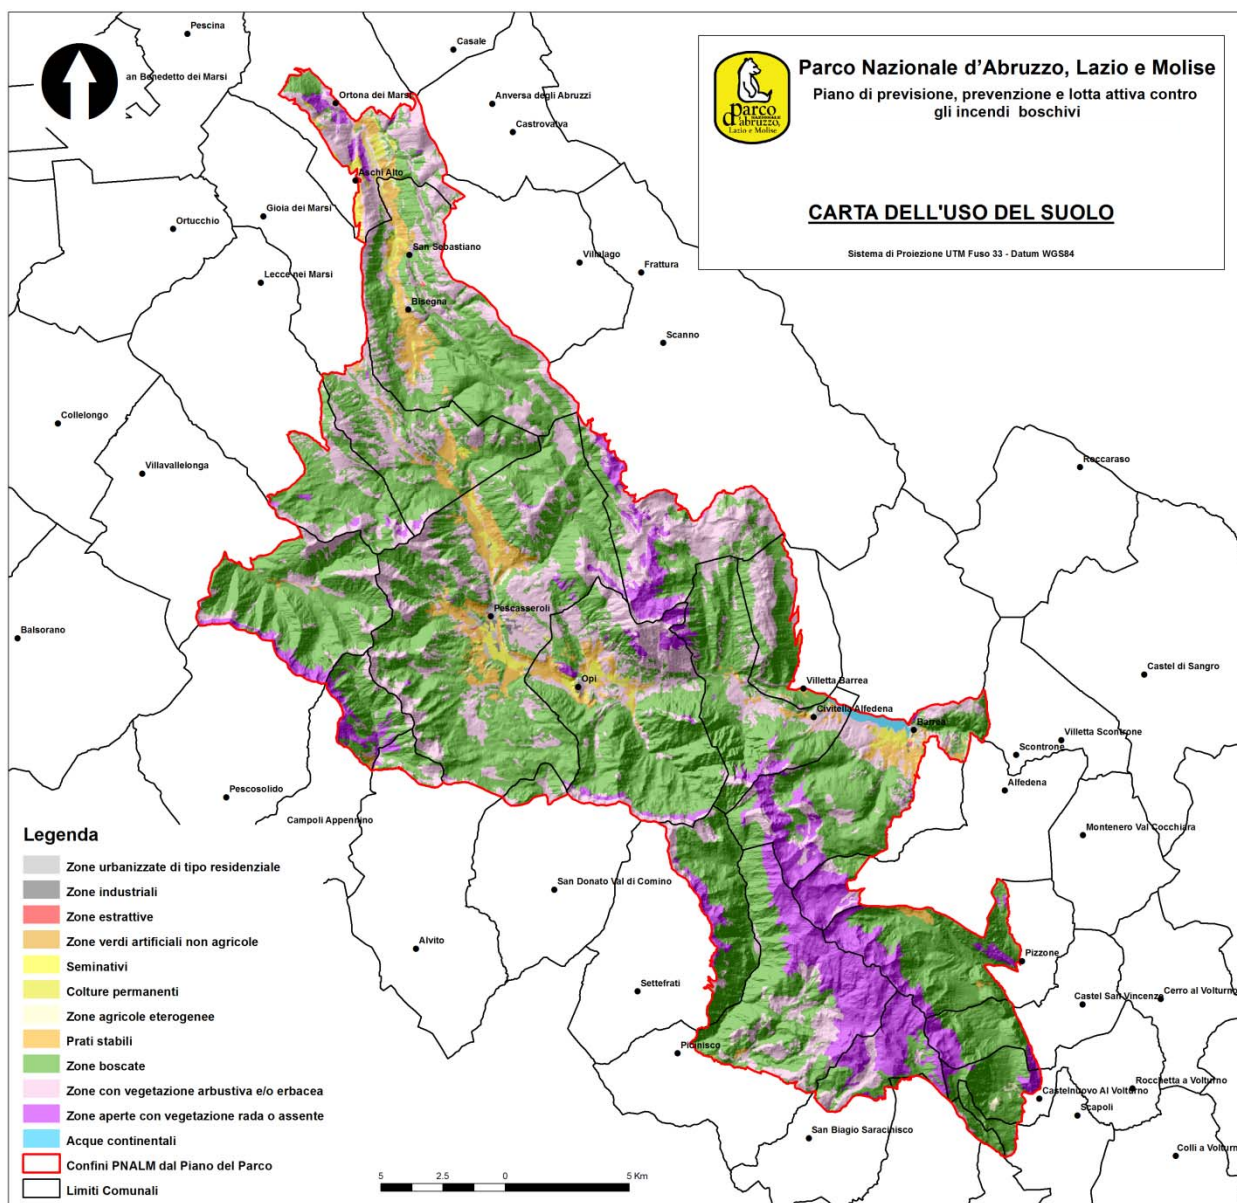 Parco Nazionale d'Abruzzo, Lazio e Molise
Piano di previsione, prevenzione e lotta attiva contro
gli incendi boschivi
parco
NAZIONALE
d'abruzzo,
Lazio e Molise
CARTA DELL'USO DEL SUOLO
Sistema di Proiezione UTM Fuso 33 - Datum WGS84
Pescina
Casale
an Benedetto dei Marsi
Ortona dei Marsi
Anversa degli Abruzzi
Castrovalva
Aschi Alto
Gioia dei Marsi
Ortucchio
San Sebastiano
Villalago
Frattura
Lecce nei Marsi
Bisegna
Scanno
Collelongo
Villavallelonga
Roccaraso
Pescasseroli
Balsorano
Castel di Sangro
Opi
Villetta Barrea
Civitella Alfedena
Barrea
Villetta Scontrone
Scontrone
Alfedena
Pescosolido
Campoli Appennino
Montenero Val Cocchiara
San Donato Val di Comino
Alvito
Pizzone
Settefrati
Castel San Vincenzo
Cerro al Volturno
Picinisco
Rocchetta a Volturno
Castelnuovo Al Volturno
Scapoli
San Biagio Saracinisco
Colli a Volturn
Legenda
Zone urbanizzate di tipo residenziale
Zone industriali
Zone estrattive
Zone verdi artificiali non agricole
Seminativi
Colture permanenti
Zone agricole eterogenee
Prati stabili
Zone boscate
Zone con vegetazione arbustiva e/o erbacea
Zone aperte con vegetazione rada o assente
Acque continentali
Confini PNALM dal Piano del Parco
Limiti Comunali
5 2.5 0 5 Km